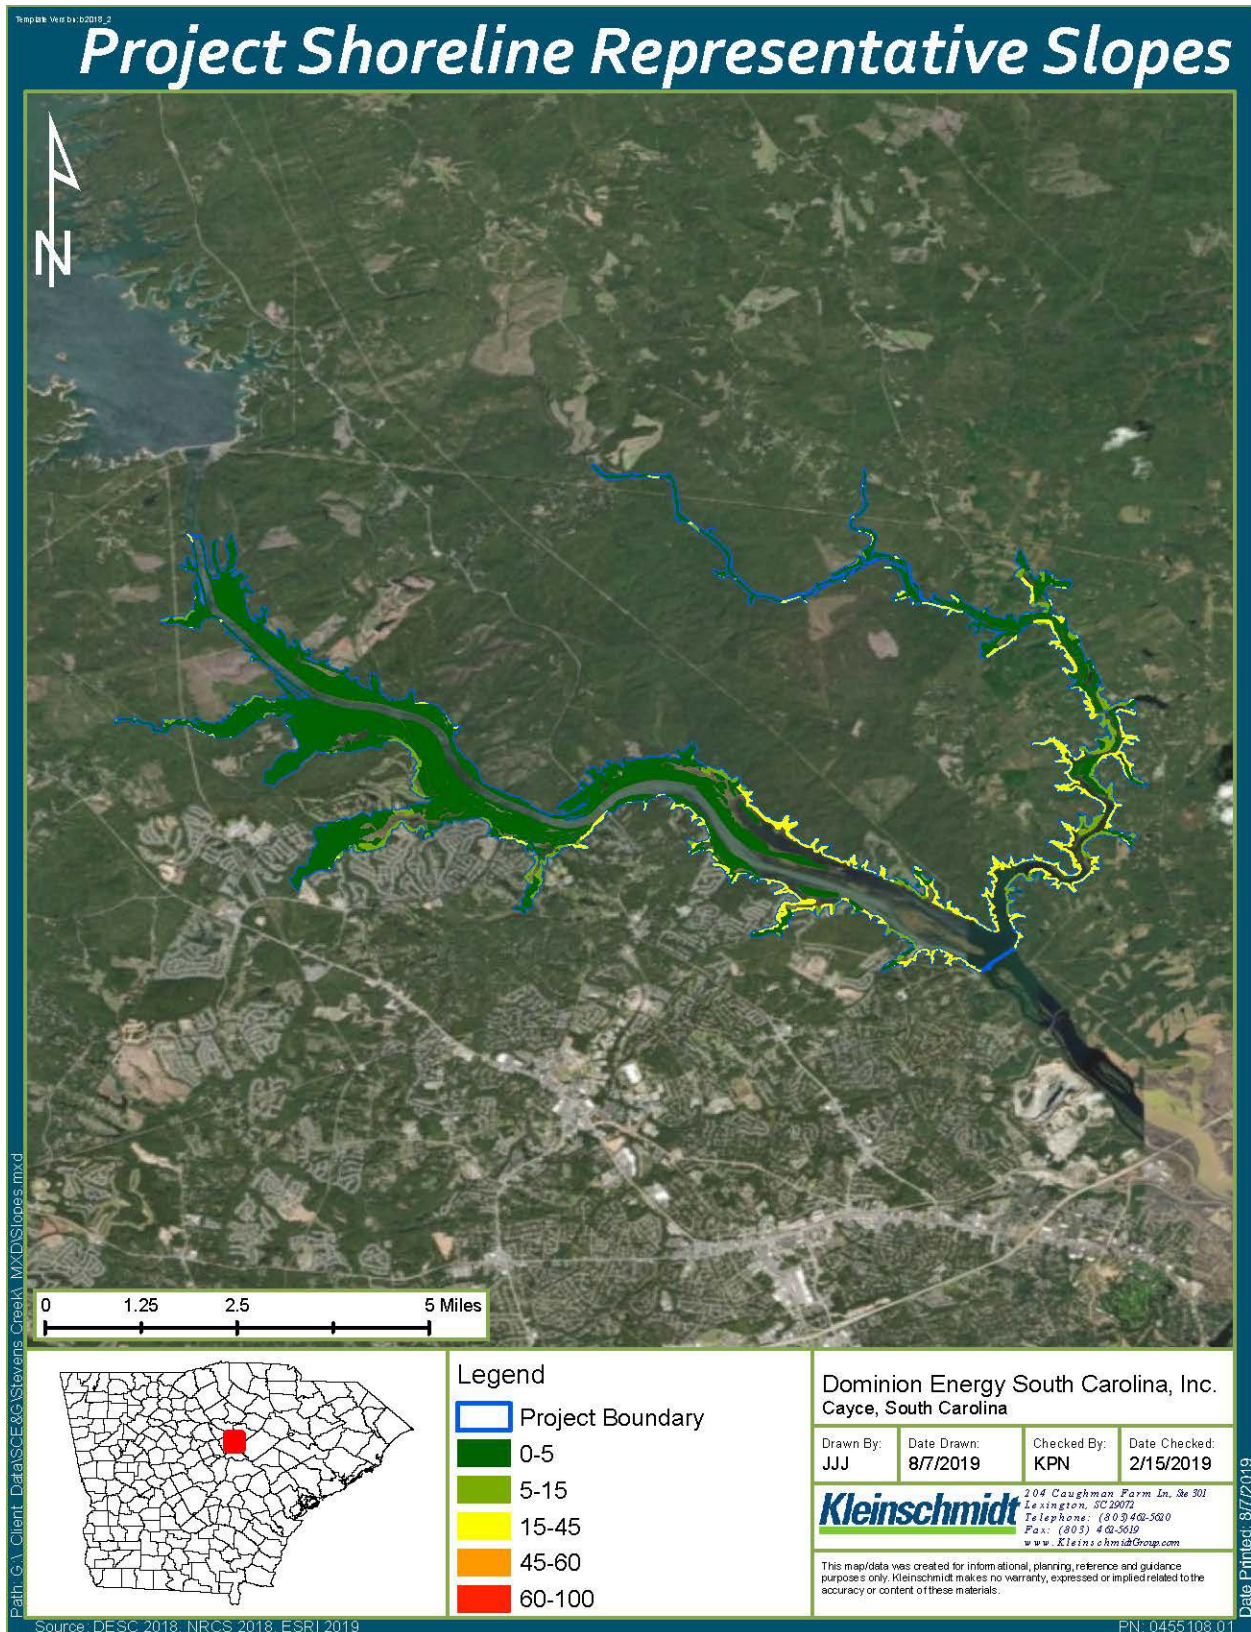 Template Version:b2018_2
Project Shoreline Representative Slopes
N
0 1.25 2.5 5 Miles
Legend
Project Boundary
0-5
5-15
15-45
45-60
60-100
Dominion Energy South Carolina, Inc.
Cayce, South Carolina
Drawn By:
JJJ
Date Drawn:
8/7/2019
Checked By:
KPN
Date Checked:
2/15/2019
Kleinschmidt
204 Caughman Farm Ln, Ste 301
Lexington, SC 29072
Telephone: (803) 462-5620
Fax: (803) 462-5619
www.KleinschmidtGroup.com
This map/data was created for informational, planning, reference and guidance
purposes only. Kleinschmidt makes no warranty, expressed or implied related to the
accuracy or content of these materials.
Path: G:\_Client_Data\SCE&G\Stevens Creek\_MXD\Slopes.mxd
Date Printed: 8/7/2019
Source: DESC 2018, NRCS 2018, ESRI 2019
PN: 0455108.01